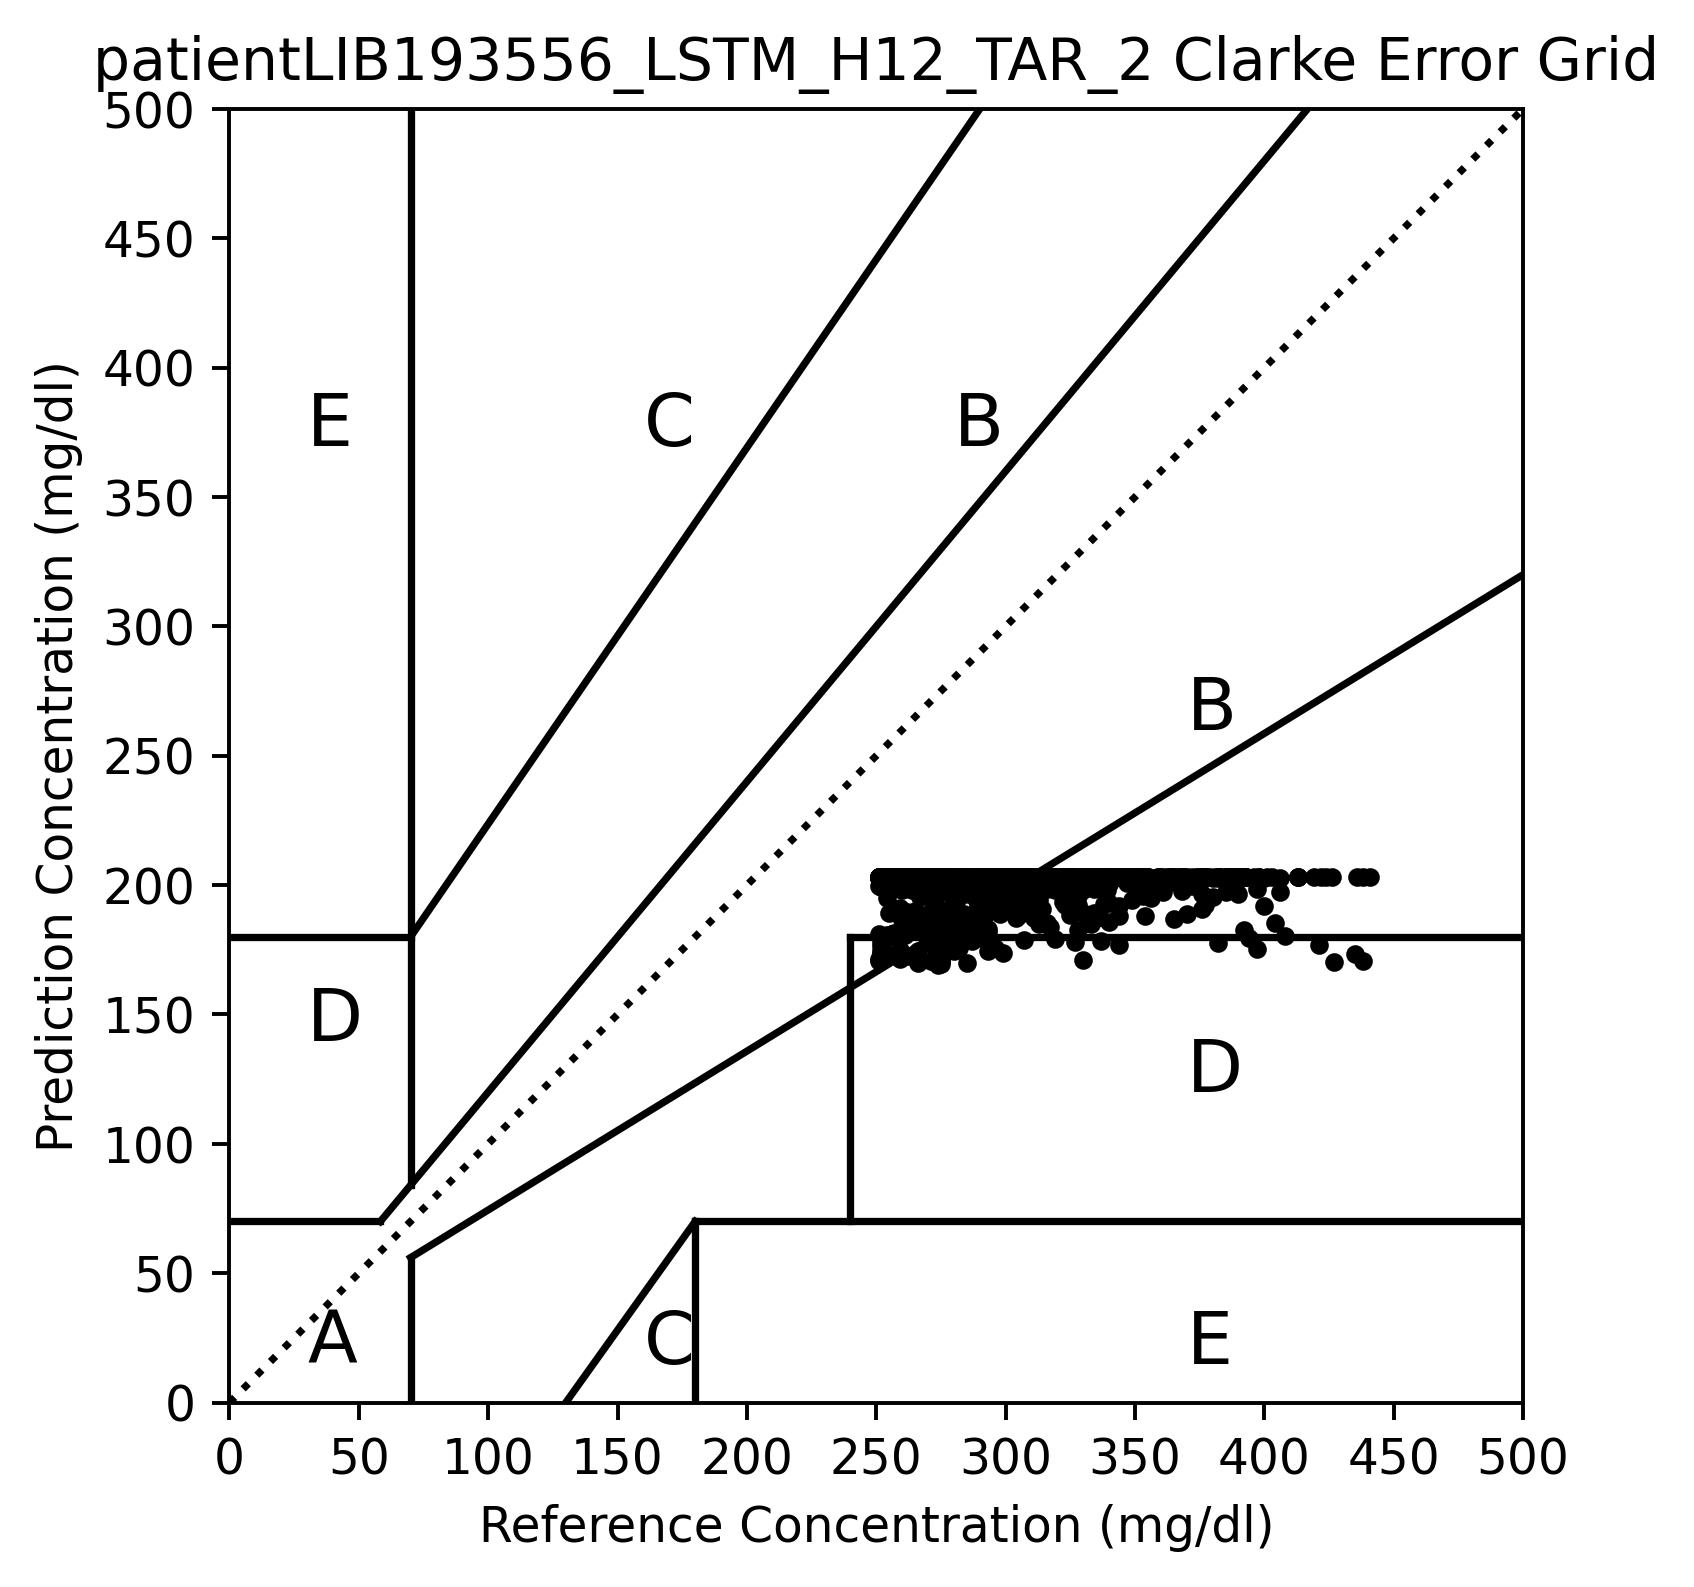 patientLIB193556_LSTM_H12_TAR_2 Clarke Error Grid
500
450
400
E
C
B
350
300
B
250
200
D
150
D
100
50
A
C
E
0
0 50 100 150 200 250 300 350 400 450 500
Reference Concentration (mg/dl)
Prediction Concentration (mg/dl)